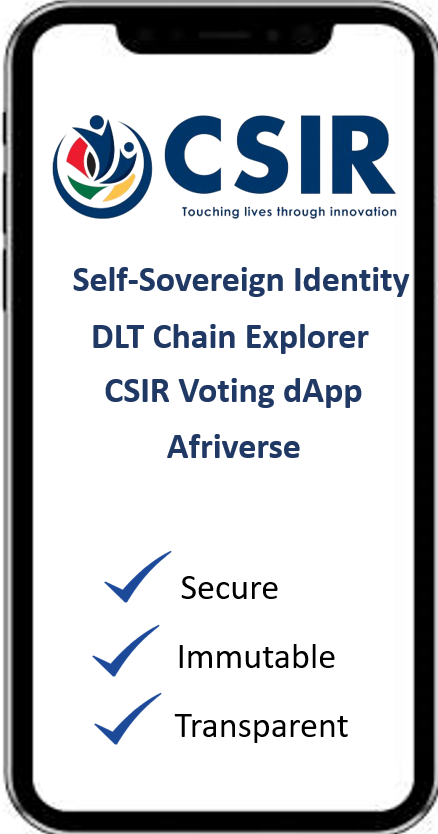 CSIR
Touching lives through innovation
Self-Sovereign Identity
DLT Chain Explorer
CSIR Voting dApp
Afriverse
Secure
Immutable
Transparent